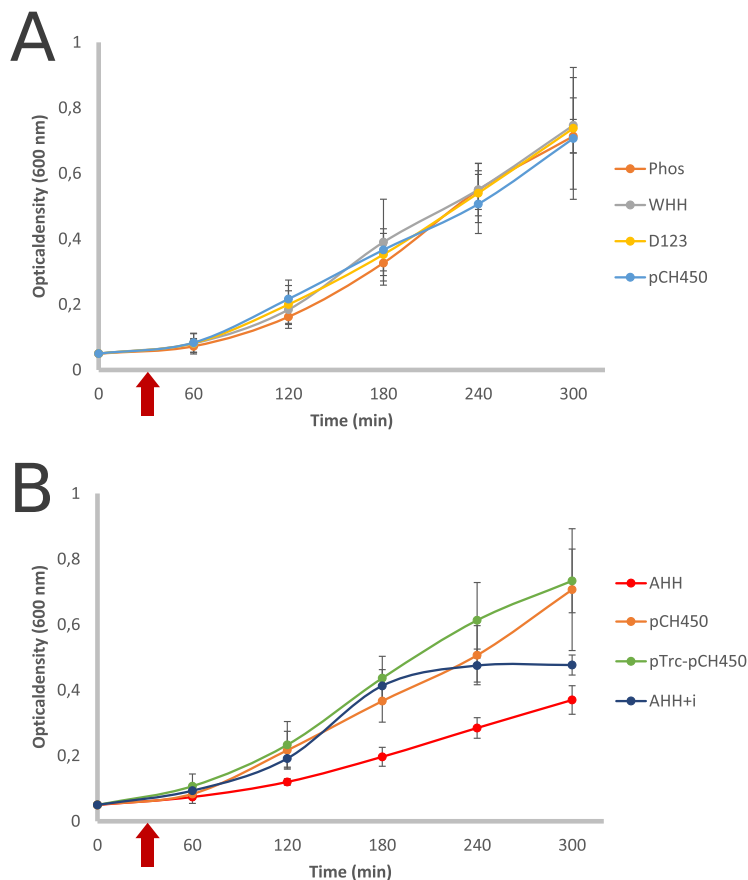 A
1
0,8
0,6
0,4
0,2
0
Opticaldensity (600 nm)
0 60 120 180 240 300
Time (min)
Phos
WHH
D123
pCH450
B
1
0,8
0,6
0,4
0,2
0
Opticaldensity (600 nm)
0 60 120 180 240 300
Time (min)
AHH
pCH450
pTrc-pCH450
AHH+i